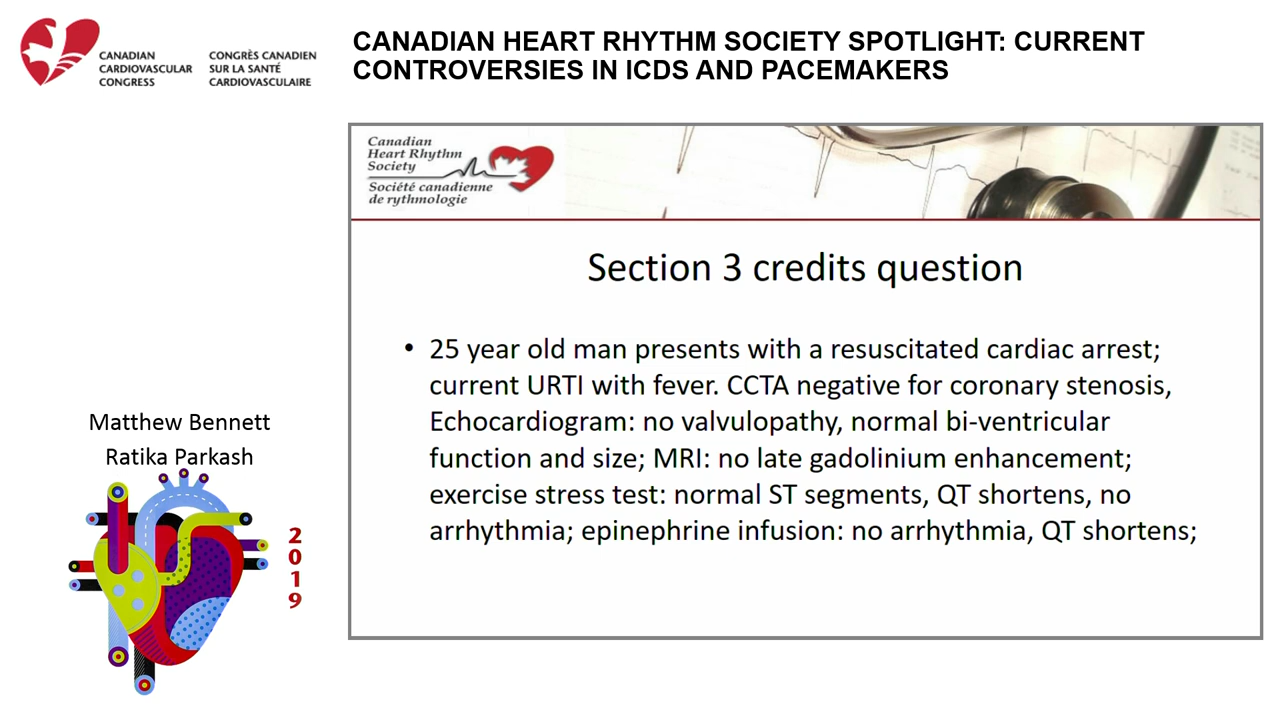 CANADIAN
CARDIOVASCULAR
CONGRESS
CONGRÈS CANADIEN
SUR LA SANTÉ
CARDIOVASCULAIRE
CANADIAN HEART RHYTHM SOCIETY SPOTLIGHT: CURRENT
CONTROVERSIES IN ICDS AND PACEMAKERS
Canadian
Heart Rhythm
Society
Société canadienne
de rythmologie
Section 3 credits question
• 25 year old man presents with a resuscitated cardiac arrest;
current URTI with fever. CCTA negative for coronary stenosis,
Echocardiogram: no valvulopathy, normal bi-ventricular
function and size; MRI: no late gadolinium enhancement;
exercise stress test: normal ST segments, QT shortens, no
arrhythmia; epinephrine infusion: no arrhythmia, QT shortens;
Matthew Bennett
Ratika Parkash
2
0
1
9